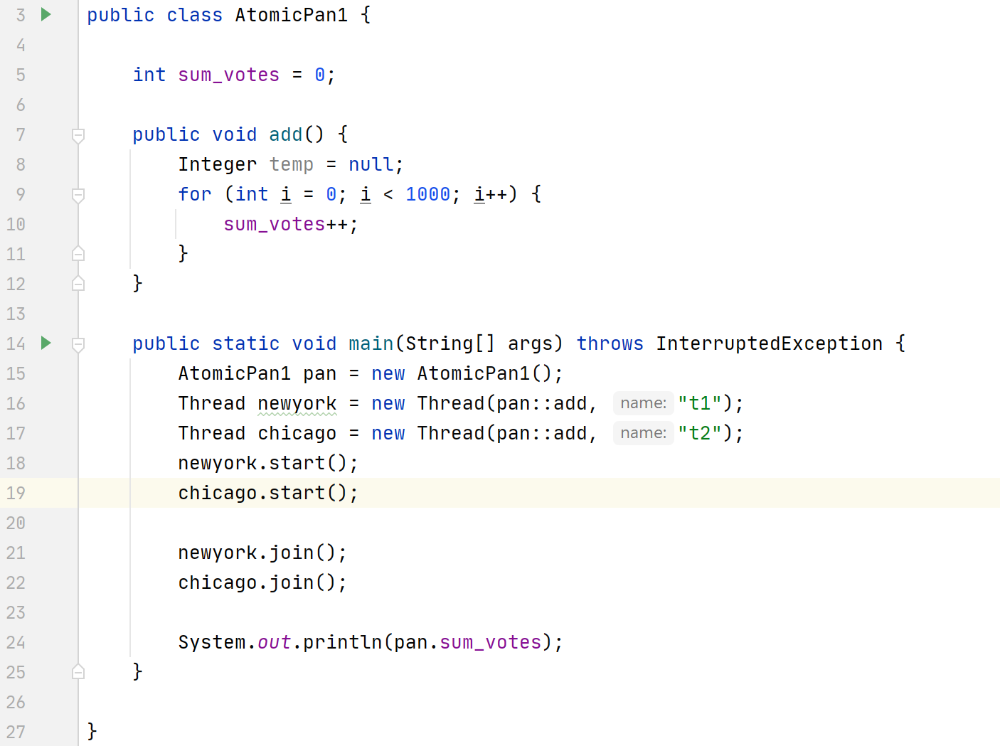 3 public class AtomicPan1 {
4
5 int sum_votes = 0;
6
7 public void add() {
8 Integer temp = null;
9 for (int i = 0; i < 1000; i++) {
10 sum_votes++;
11 }
12 }
13
14 public static void main(String[] args) throws InterruptedException {
15 AtomicPan1 pan = new AtomicPan1();
16 Thread newyork = new Thread(pan::add, name: "t1");
17 Thread chicago = new Thread(pan::add, name: "t2");
18 newyork.start();
19 chicago.start();
20
21 newyork.join();
22 chicago.join();
23
24 System.out.println(pan.sum_votes);
25 }
26
27 }